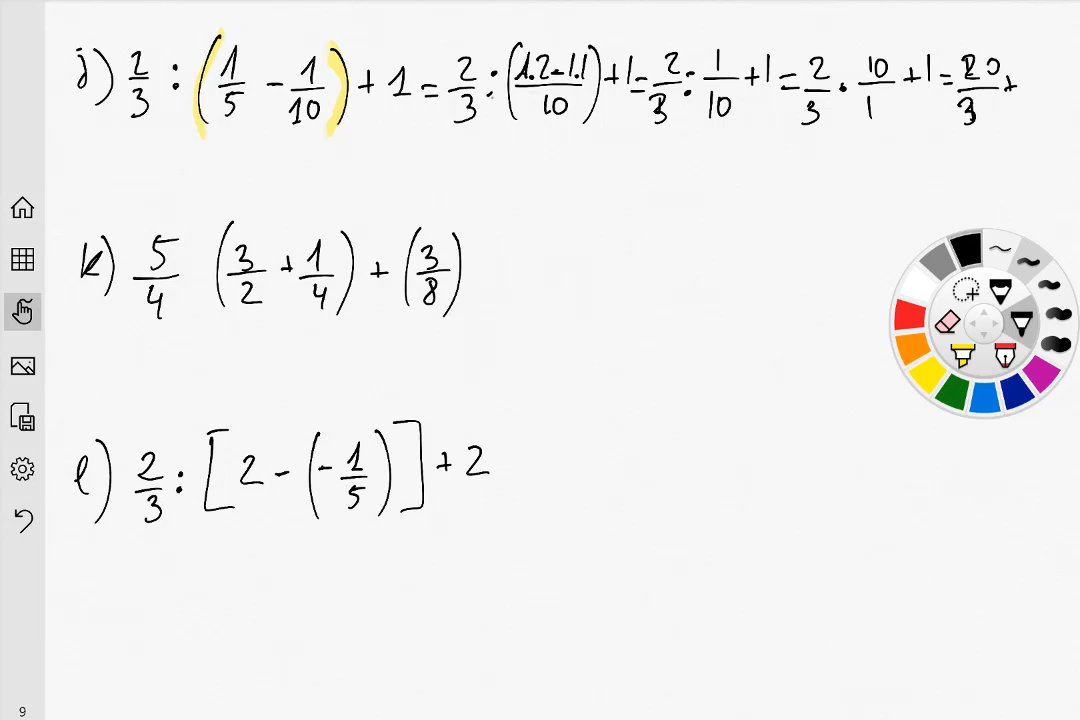 j) 2/3 : (1/5 - 1/10) + 1 = 2/3 : (1.2-1.1/10) + 1 = 2/3 : 1/10 + 1 = 2/3 . 10/1 + 1 = 20/3 +
k) 5/4 (3/2 + 1/4) + (3/8)
l) 2/3 : [2 - (-1/5)] + 2
9